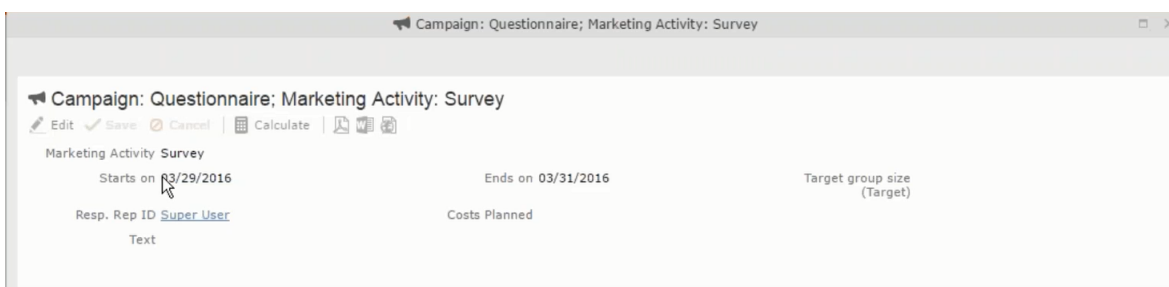 Campaign: Questionnaire; Marketing Activity: Survey
Campaign: Questionnaire; Marketing Activity: Survey
Edit Save Cancel Calculate
Marketing Activity Survey
Starts on 03/29/2016 Ends on 03/31/2016 Target group size
(Target)
Resp. Rep ID Super User Costs Planned
Text